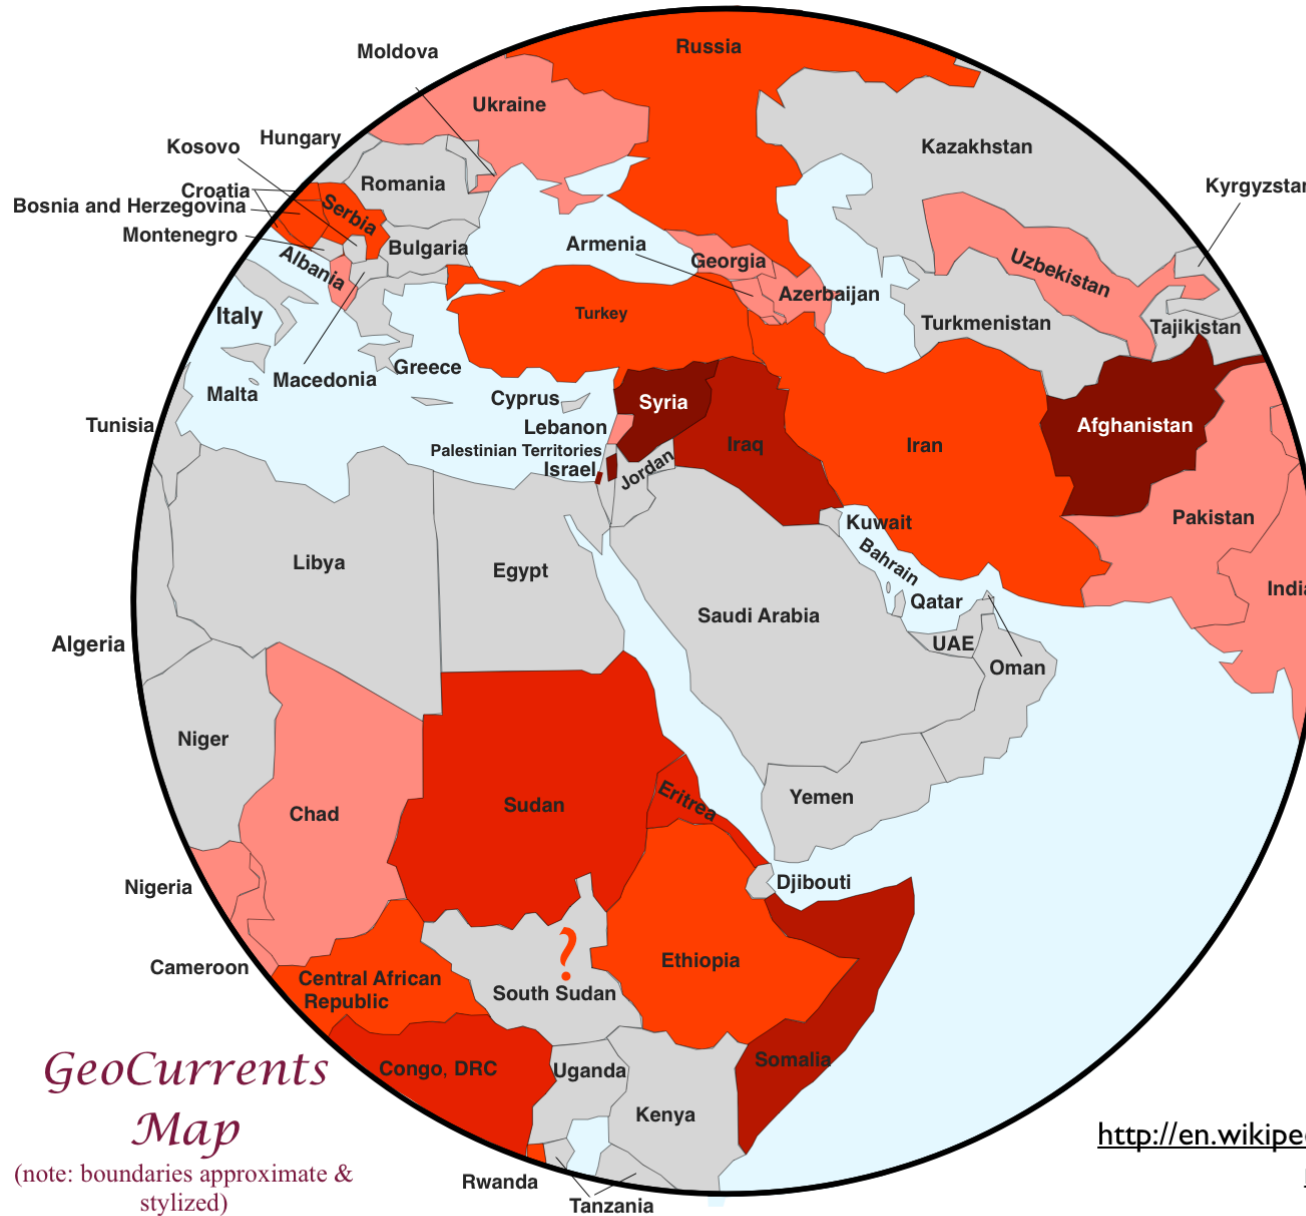 Russia
Moldova
Ukraine
Kosovo
Hungary
Kazakhstan
Croatia
Romania
Kyrgyzstan
Bosnia and Herzegovina
Serbia
Montenegro
Bulgaria
Armenia
Georgia
Albania
Uzbekistan
Azerbaijan
Italy
Turkey
Turkmenistan
Tajikistan
Macedonia
Greece
Malta
Cyprus
Syria
Tunisia
Lebanon
Afghanistan
Palestinian Territories
Iraq
Iran
Israel
Jordan
Pakistan
Kuwait
Libya
Egypt
Bahrain
India
Qatar
Saudi Arabia
Algeria
UAE
Oman
Niger
Yemen
Eritrea
Sudan
Chad
Djibouti
Nigeria
?
Ethiopia
Cameroon
Central African
Republic
South Sudan
Somalia
Congo, DRC
Uganda
Kenya
Rwanda
Tanzania
GeoCurrents
Map
(note: boundaries approximate &
stylized)
http://en.wikipe